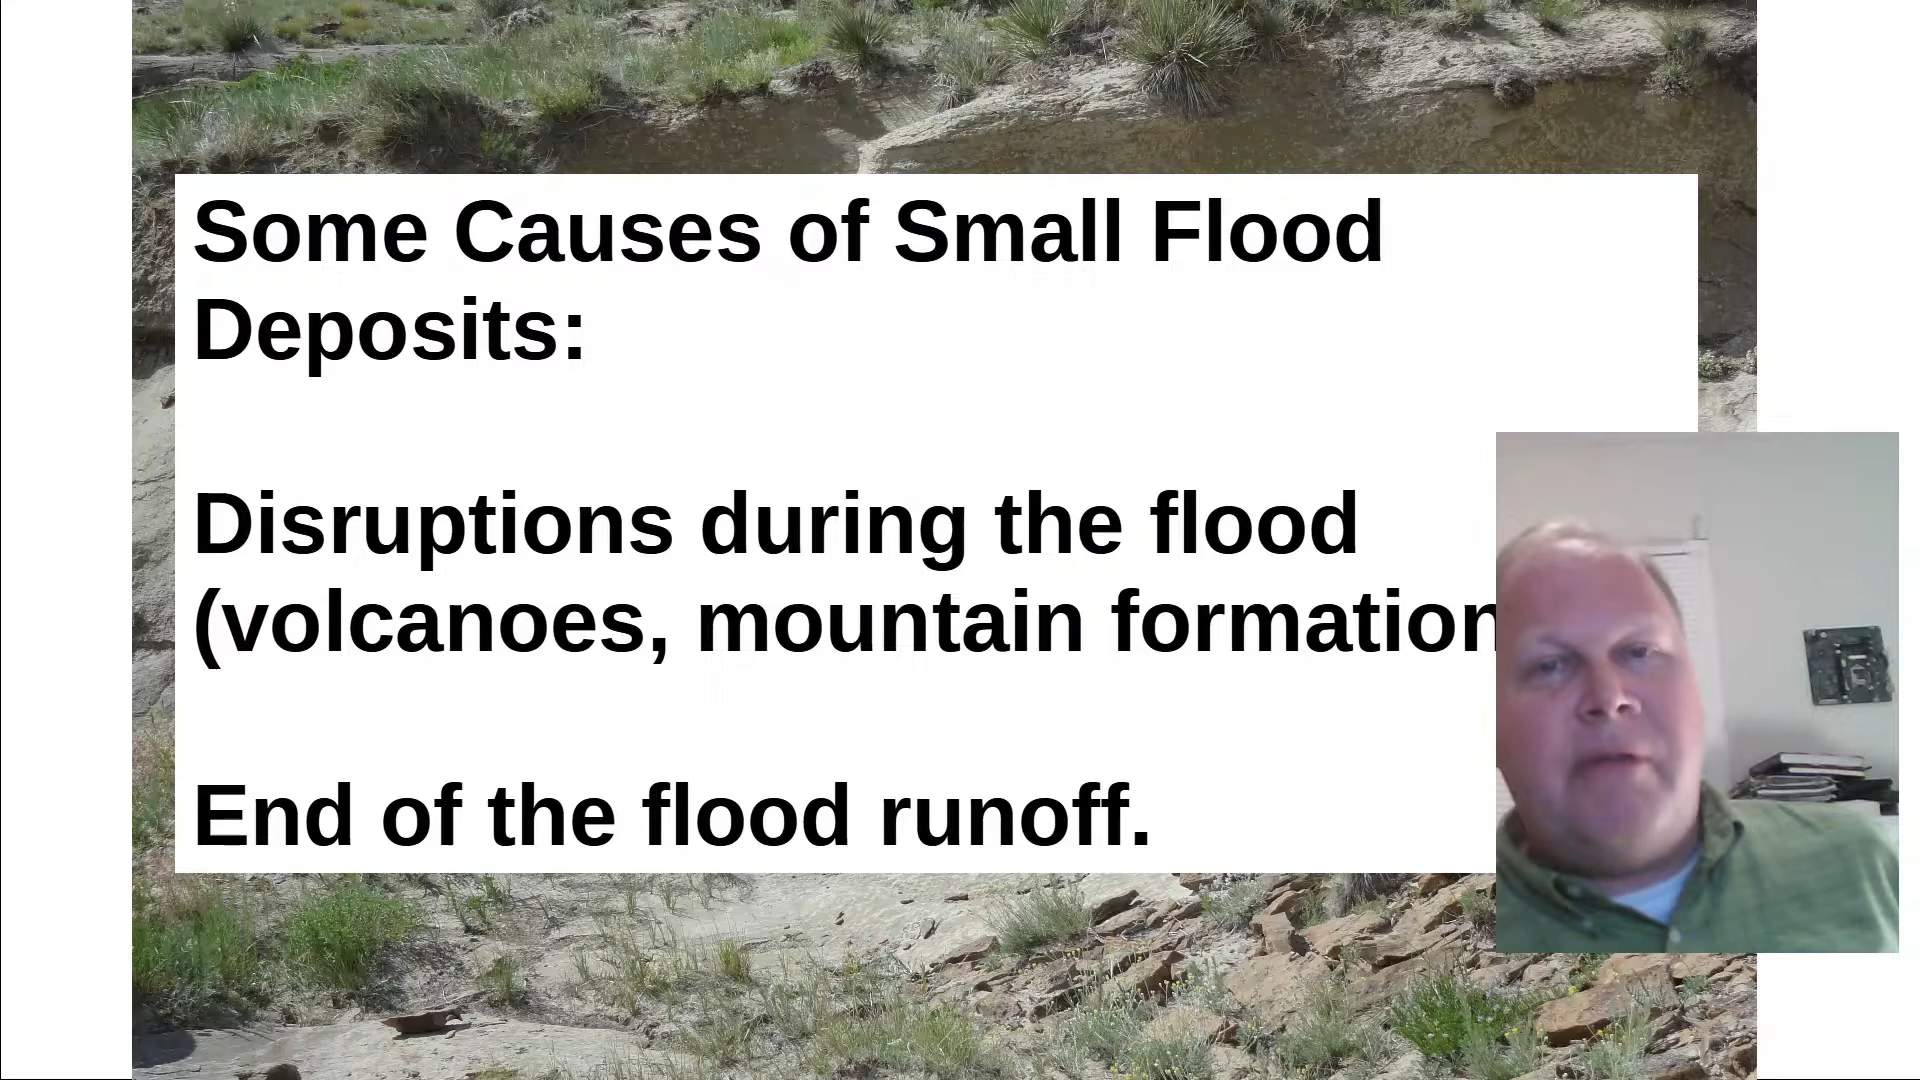 Some Causes of Small Flood
Deposits:
Disruptions during the flood
(volcanoes, mountain formation
End of the flood runoff.